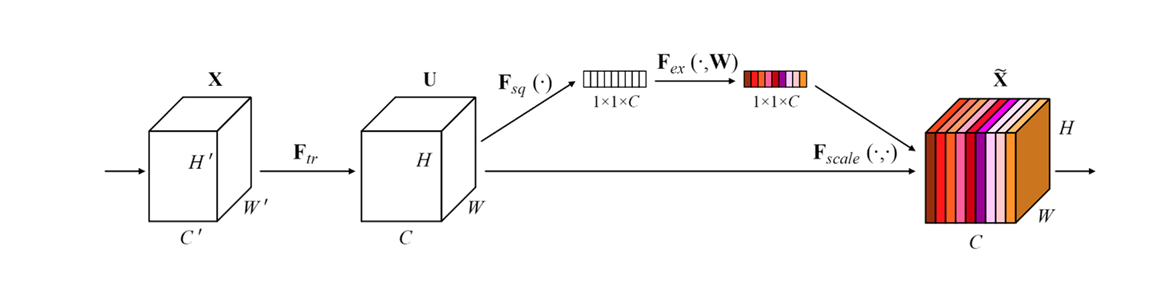 X
U
X̃
F_sq (·)
F_ex (·,W)
1×1×C
1×1×C
H′
F_tr
H
F_scale (·,·)
H
W′
W
W
C′
C
C